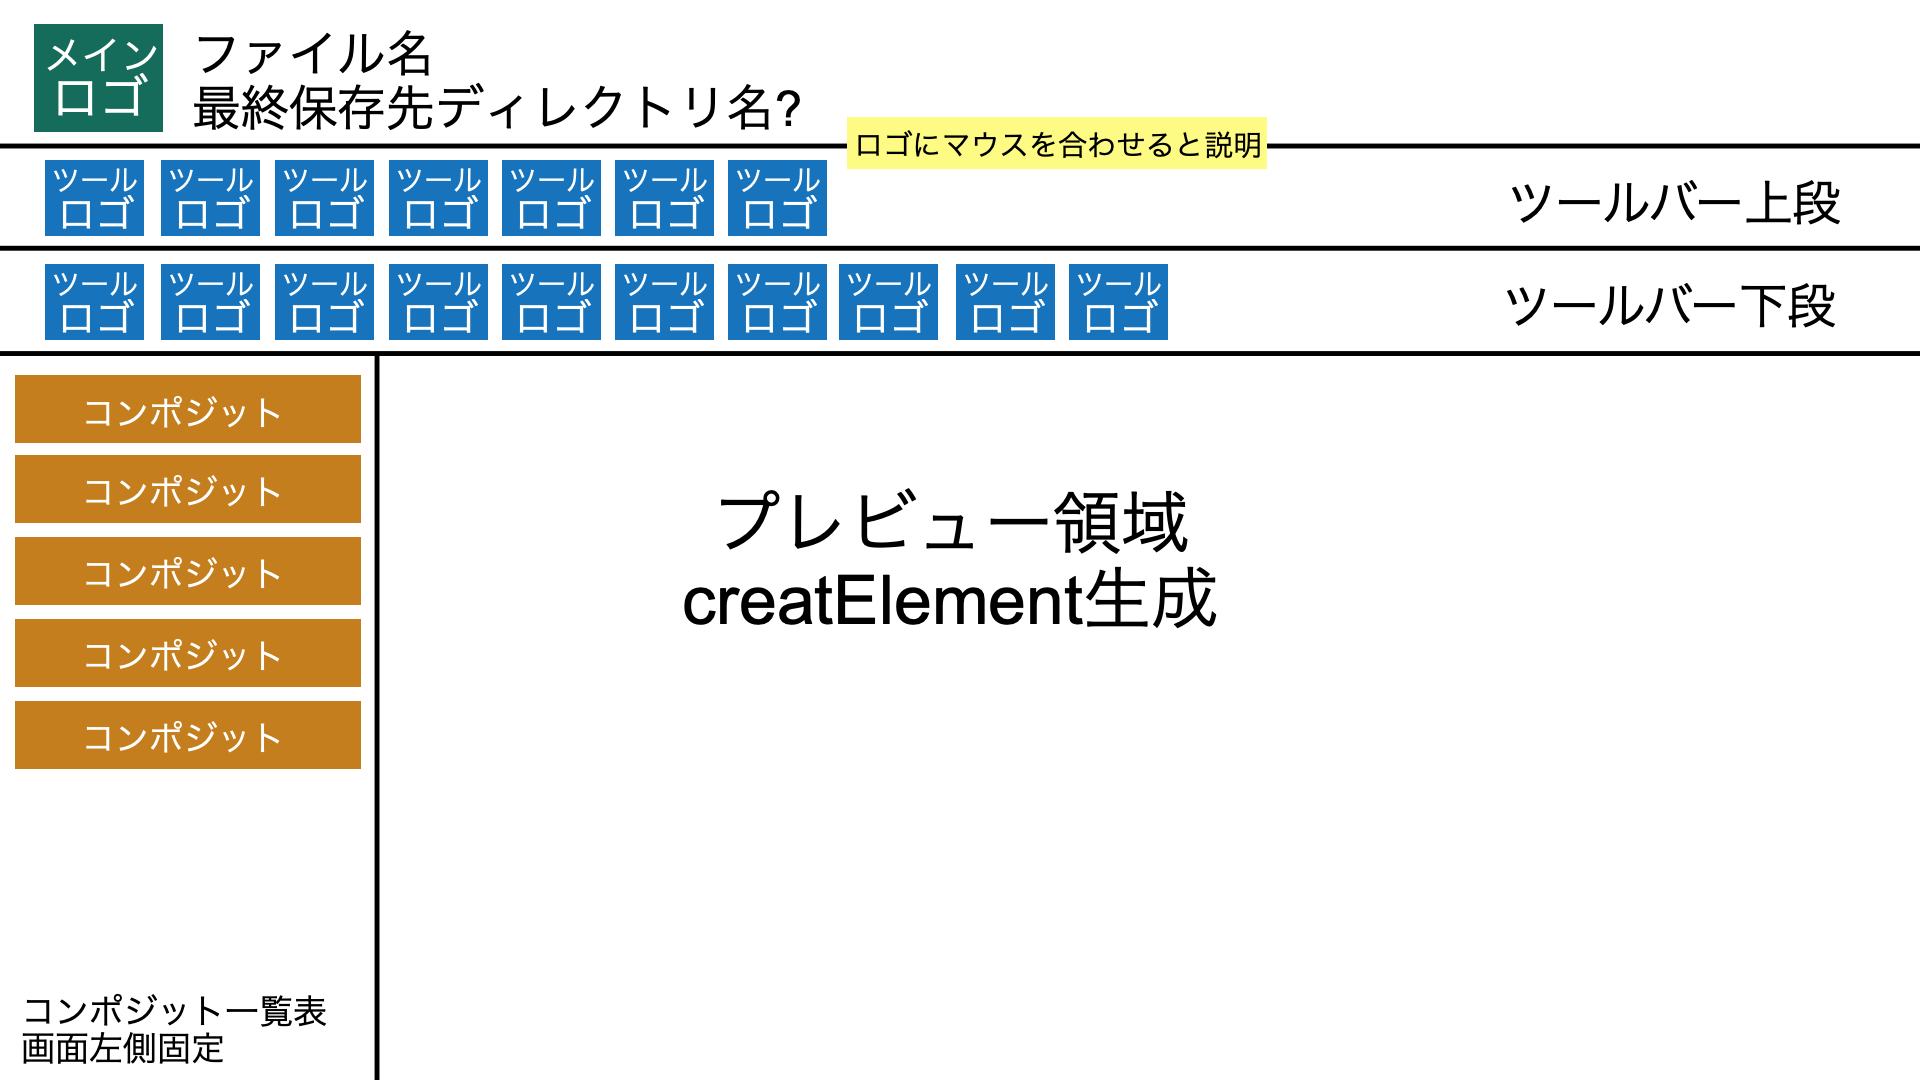 メイン
ロゴ
ファイル名
最終保存先ディレクトリ名?
ロゴにマウスを合わせると説明
ツール ツール ツール ツール ツール ツール ツール
ロゴ ロゴ ロゴ ロゴ ロゴ ロゴ ロゴ
ツールバー上段
ツール ツール ツール ツール ツール ツール ツール ツール ツール ツール
ロゴ ロゴ ロゴ ロゴ ロゴ ロゴ ロゴ ロゴ ロゴ ロゴ
ツールバー下段
コンポジット
コンポジット
コンポジット
コンポジット
コンポジット
コンポジット一覧表
画面左側固定
プレビュー領域
creatElement生成